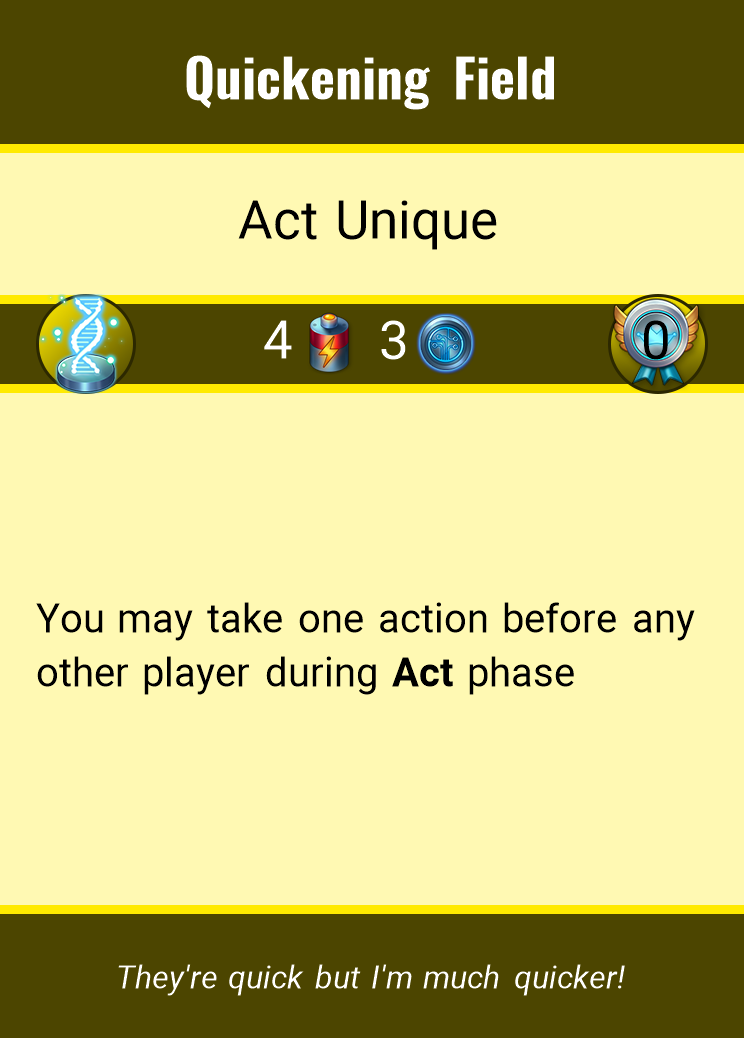 Quickening Field
Act Unique
4 3 0
You may take one action before any
other player during Act phase
They're quick but I'm much quicker!